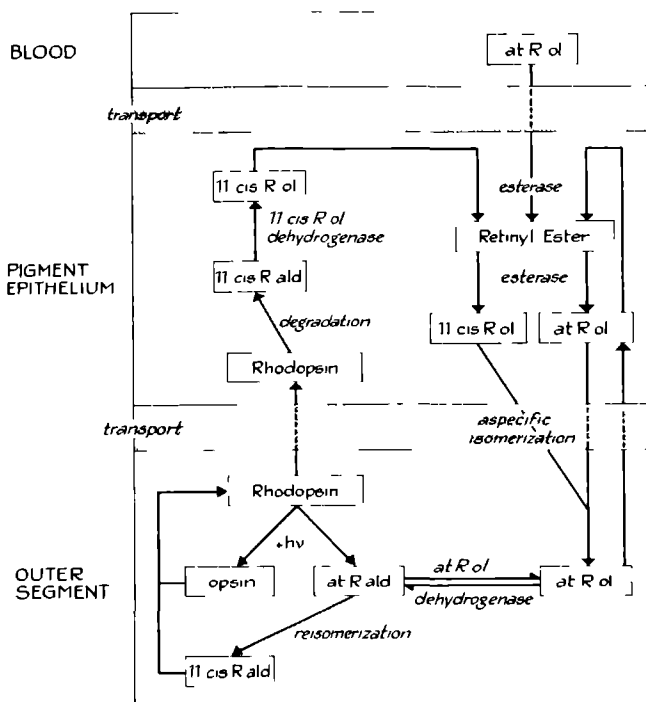 BLOOD
at R ol
transport
11 cis R ol
esterase
11 cis R ol
dehydrogenase
Retinyl Ester
PIGMENT
EPITHELIUM
11 cis R ald
esterase
degradation
11 cis R ol
at R ol
Rhodopsin
transport
aspecific
isomerization
Rhodopsin
+hν
OUTER
SEGMENT
opsin
at R ald
at R ol
dehydrogenase
at R ol
reisomerization
11 cis R ald